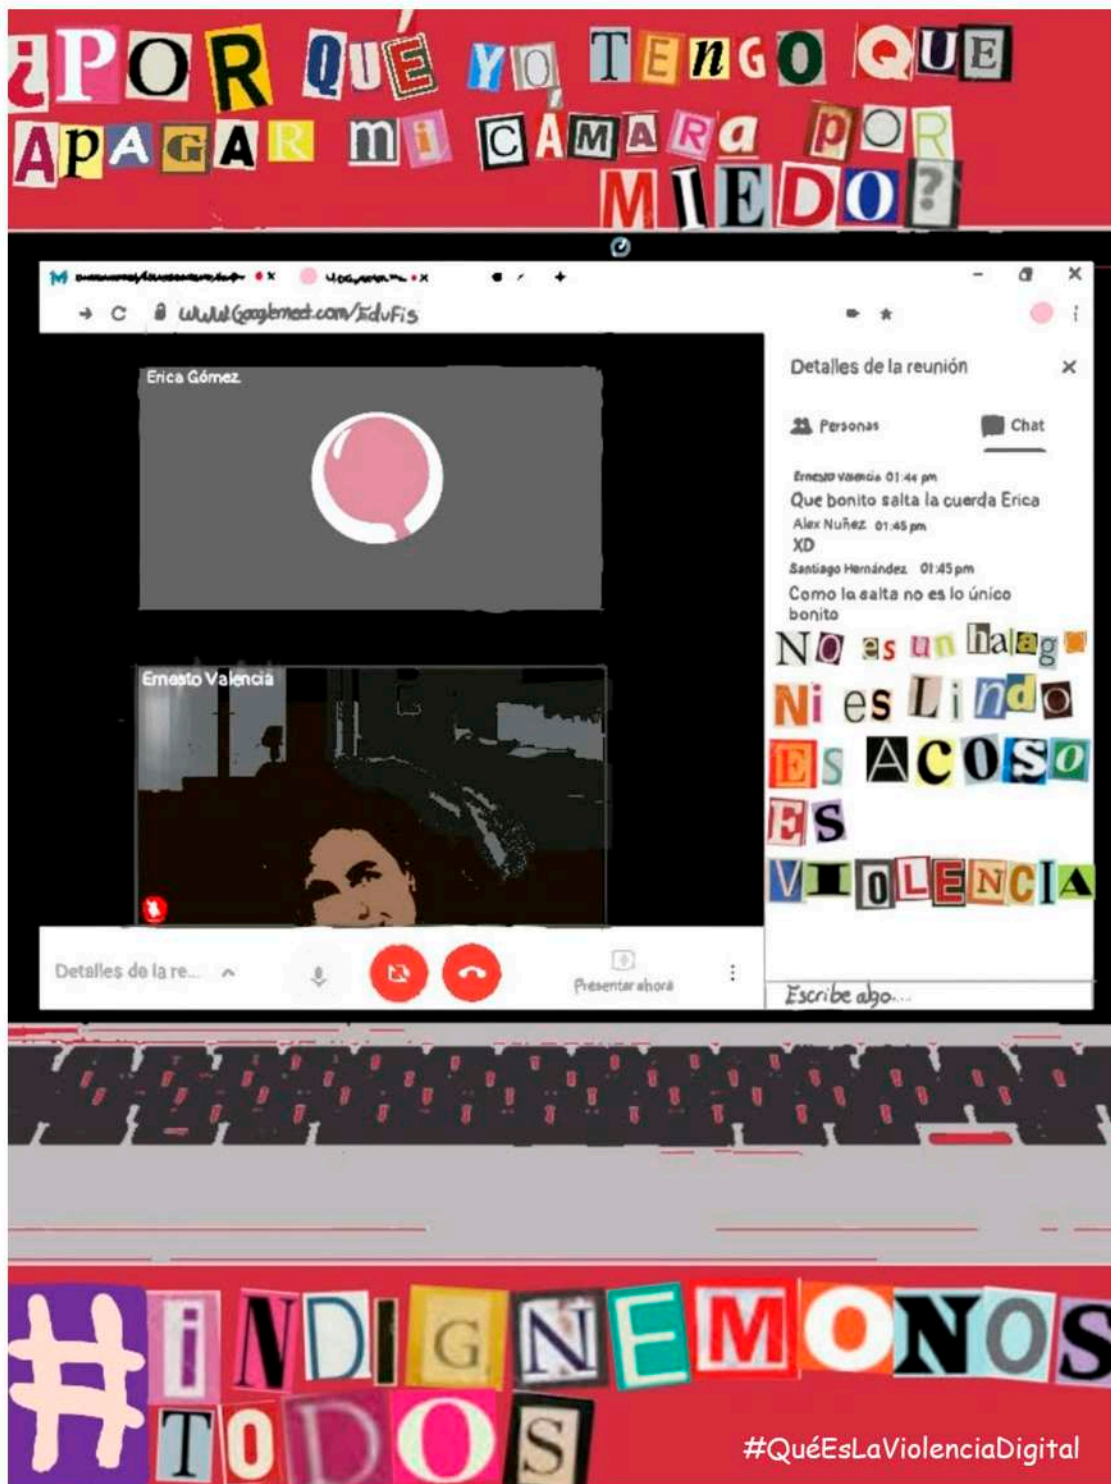 ¿POR QUÉ YO TENGO QUE
APAGAR mi CÁMARa pOR
MIEDO?
www.Googlemeet.com/EduFis
Erica Gómez
Detalles de la reunión
Personas
Chat
Ernesto Valencia 01:44 pm
Que bonito salta la cuerda Erica
Alex Nuñez 01:45 pm
XD
Santiago Hernández 01:45 pm
Como la salta no es lo único
bonito
NO es un halago
Ni es Lindo
Es ACOSO
ES
VIOLENCIA
Ernesto Valencia
Detalles de la re...
Presentar ahora
Escribe algo...
#iNDIGNEMONOS
TODOS
#QuéEsLaViolenciaDigital